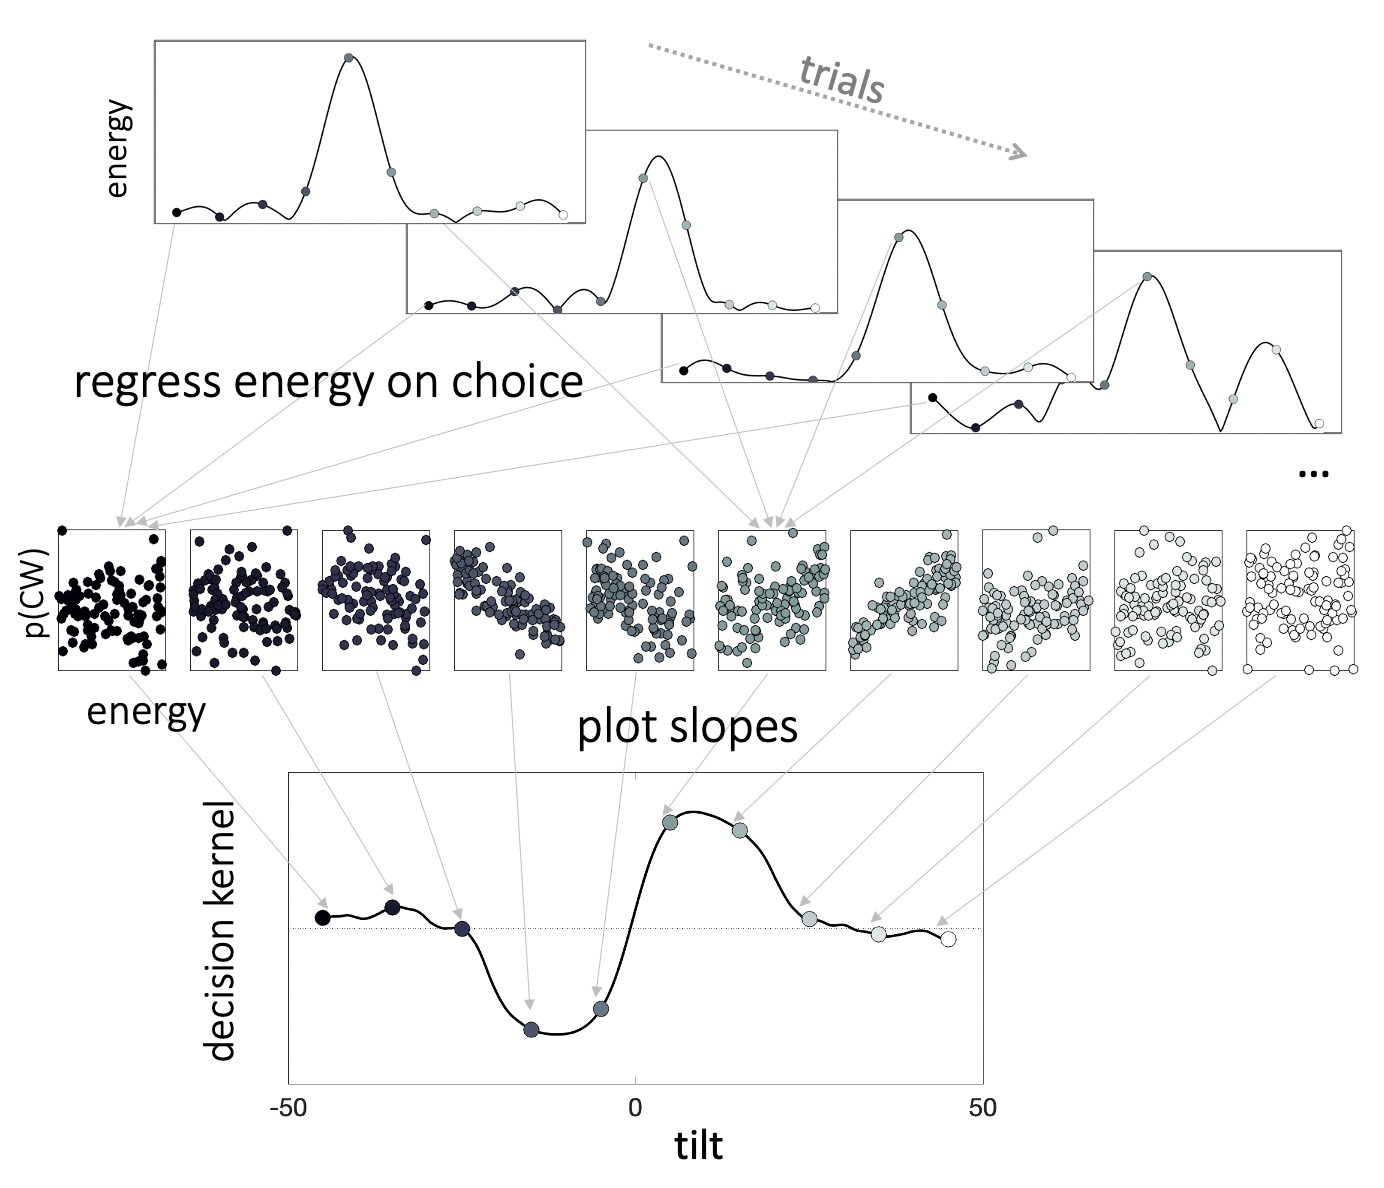 trials
energy
regress energy on choice
...
p(CW)
energy
plot slopes
decision kernel
-50
0
50
tilt